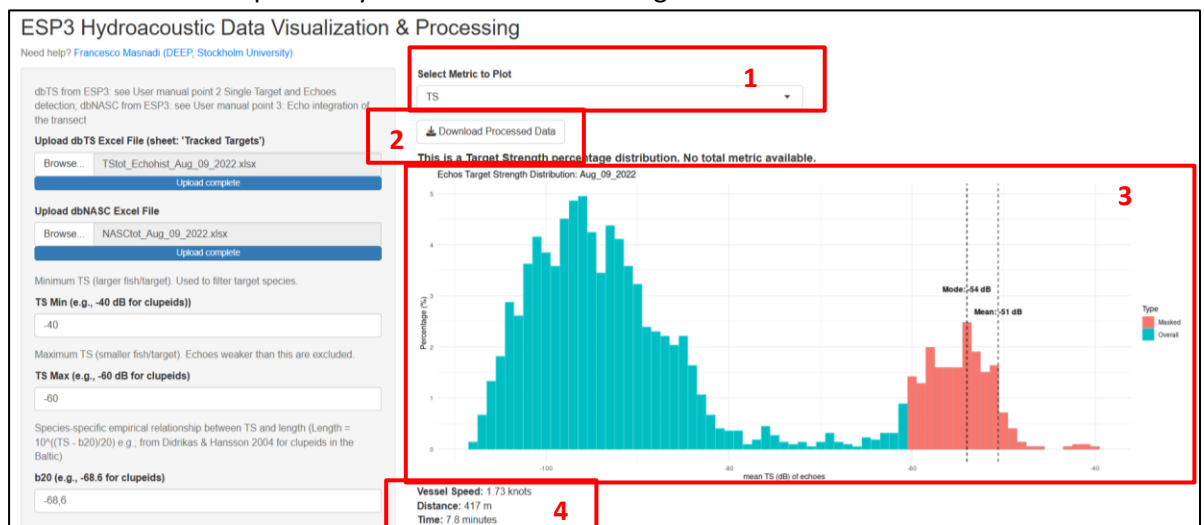 ESP3 Hydroacoustic Data Visualization & Processing
Need help? Francesco Masnadi (DEEP, Stockholm University)
dbTS from ESP3: see User manual point 2 Single Target and Echoes
detection; dbNASC from ESP3: see User manual point 3: Echo integration of
the transect
Upload dbTS Excel File (sheet: 'Tracked Targets')
Browse... TStot_Echohist_Aug_09_2022.xlsx
Upload complete
Upload dbNASC Excel File
Browse... NASCtot_Aug_09_2022.xlsx
Upload complete
Minimum TS (larger fish/target). Used to filter target species.
TS Min (e.g., -40 dB for clupeids))
-40
Maximum TS (smaller fish/target). Echoes weaker than this are excluded.
TS Max (e.g., -60 dB for clupeids)
-60
Species-specific empirical relationship between TS and length (Length =
10^((TS - b20)/20) e.g.; from Didrikas & Hansson 2004 for clupeids in the
Baltic)
b20 (e.g., -68.6 for clupeids)
-68,6
Select Metric to Plot
1
TS
2
Download Processed Data
This is a Target Strength percentage distribution. No total metric available.
3
Echos Target Strength Distribution: Aug_09_2022
5
4
3
2
1
0
Percentage (%)
Mode: -54 dB
Mean: -51 dB
Type
Masked
Overall
-100 -80 -60 -40
mean TS (dB) of echoes
Vessel Speed: 1.73 knots
Distance: 417 m
Time: 7.8 minutes
4